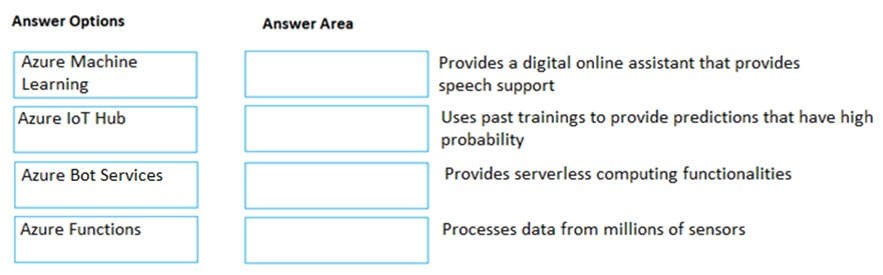 Answer Options
Answer Area
Azure Machine
Learning
Provides a digital online assistant that provides
speech support
Azure IoT Hub
Uses past trainings to provide predictions that have high
probability
Azure Bot Services
Provides serverless computing functionalities
Azure Functions
Processes data from millions of sensors